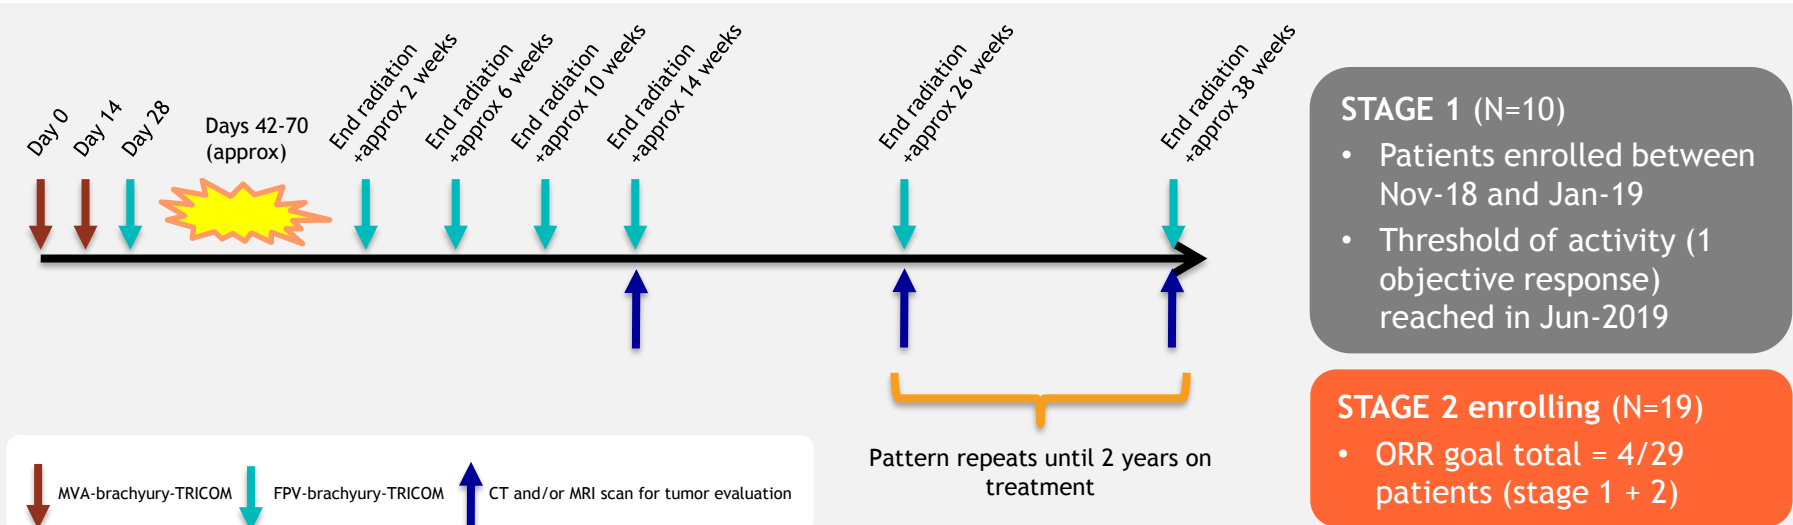 Day 0
Day 14
Day 28
Days 42-70
(approx)
End radiation
+approx 2 weeks
End radiation
+approx 6 weeks
End radiation
+approx 10 weeks
End radiation
+approx 14 weeks
End radiation
+approx 26 weeks
End radiation
+approx 38 weeks
Pattern repeats until 2 years on
treatment
MVA-brachyury-TRICOM
FPV-brachyury-TRICOM
CT and/or MRI scan for tumor evaluation
STAGE 1 (N=10)
• Patients enrolled between
Nov-18 and Jan-19
• Threshold of activity (1
objective response)
reached in Jun-2019
STAGE 2 enrolling (N=19)
• ORR goal total = 4/29
patients (stage 1 + 2)